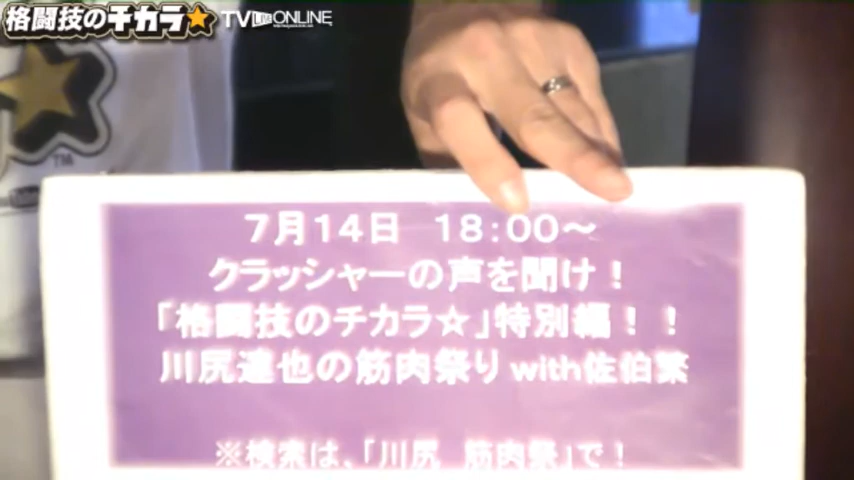 格闘技のチカラ★ TV LIVE ONLINE
TM
7月14日 18:00～
クラッシャーの声を聞け！
「格闘技のチカラ☆」特別編！！
川尻達也の筋肉祭り with佐伯繁
※検索は、「川尻 筋肉祭」で！